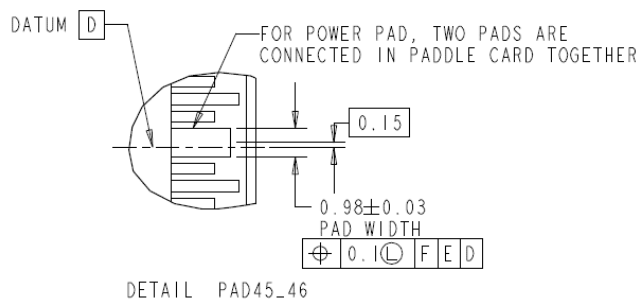 DATUM D
FOR POWER PAD, TWO PADS ARE
CONNECTED IN PADDLE CARD TOGETHER
0.15
0.98±0.03
PAD WIDTH
⌖ 0.1Ⓛ F E D
DETAIL PAD45_46